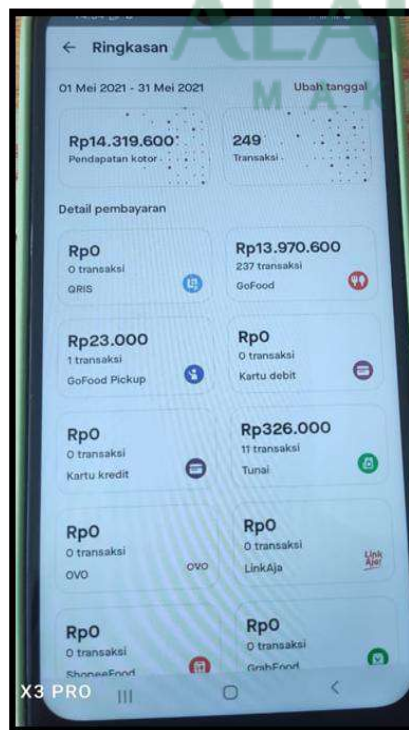 ← Ringkasan
01 Mei 2021 - 31 Mei 2021
Ubah tanggal
Rp14.319.600
Pendapatan kotor
249
Transaksi
Detail pembayaran
Rp0
0 transaksi
QRIS
Rp13.970.600
237 transaksi
GoFood
Rp23.000
1 transaksi
GoFood Pickup
Rp0
0 transaksi
Kartu debit
Rp0
0 transaksi
Kartu kredit
Rp326.000
11 transaksi
Tunai
Rp0
0 transaksi
OVO
OVO
Rp0
0 transaksi
LinkAja
Link
Aja!
Rp0
0 transaksi
ShopeeFood
Rp0
0 transaksi
GrabFood
X3 PRO